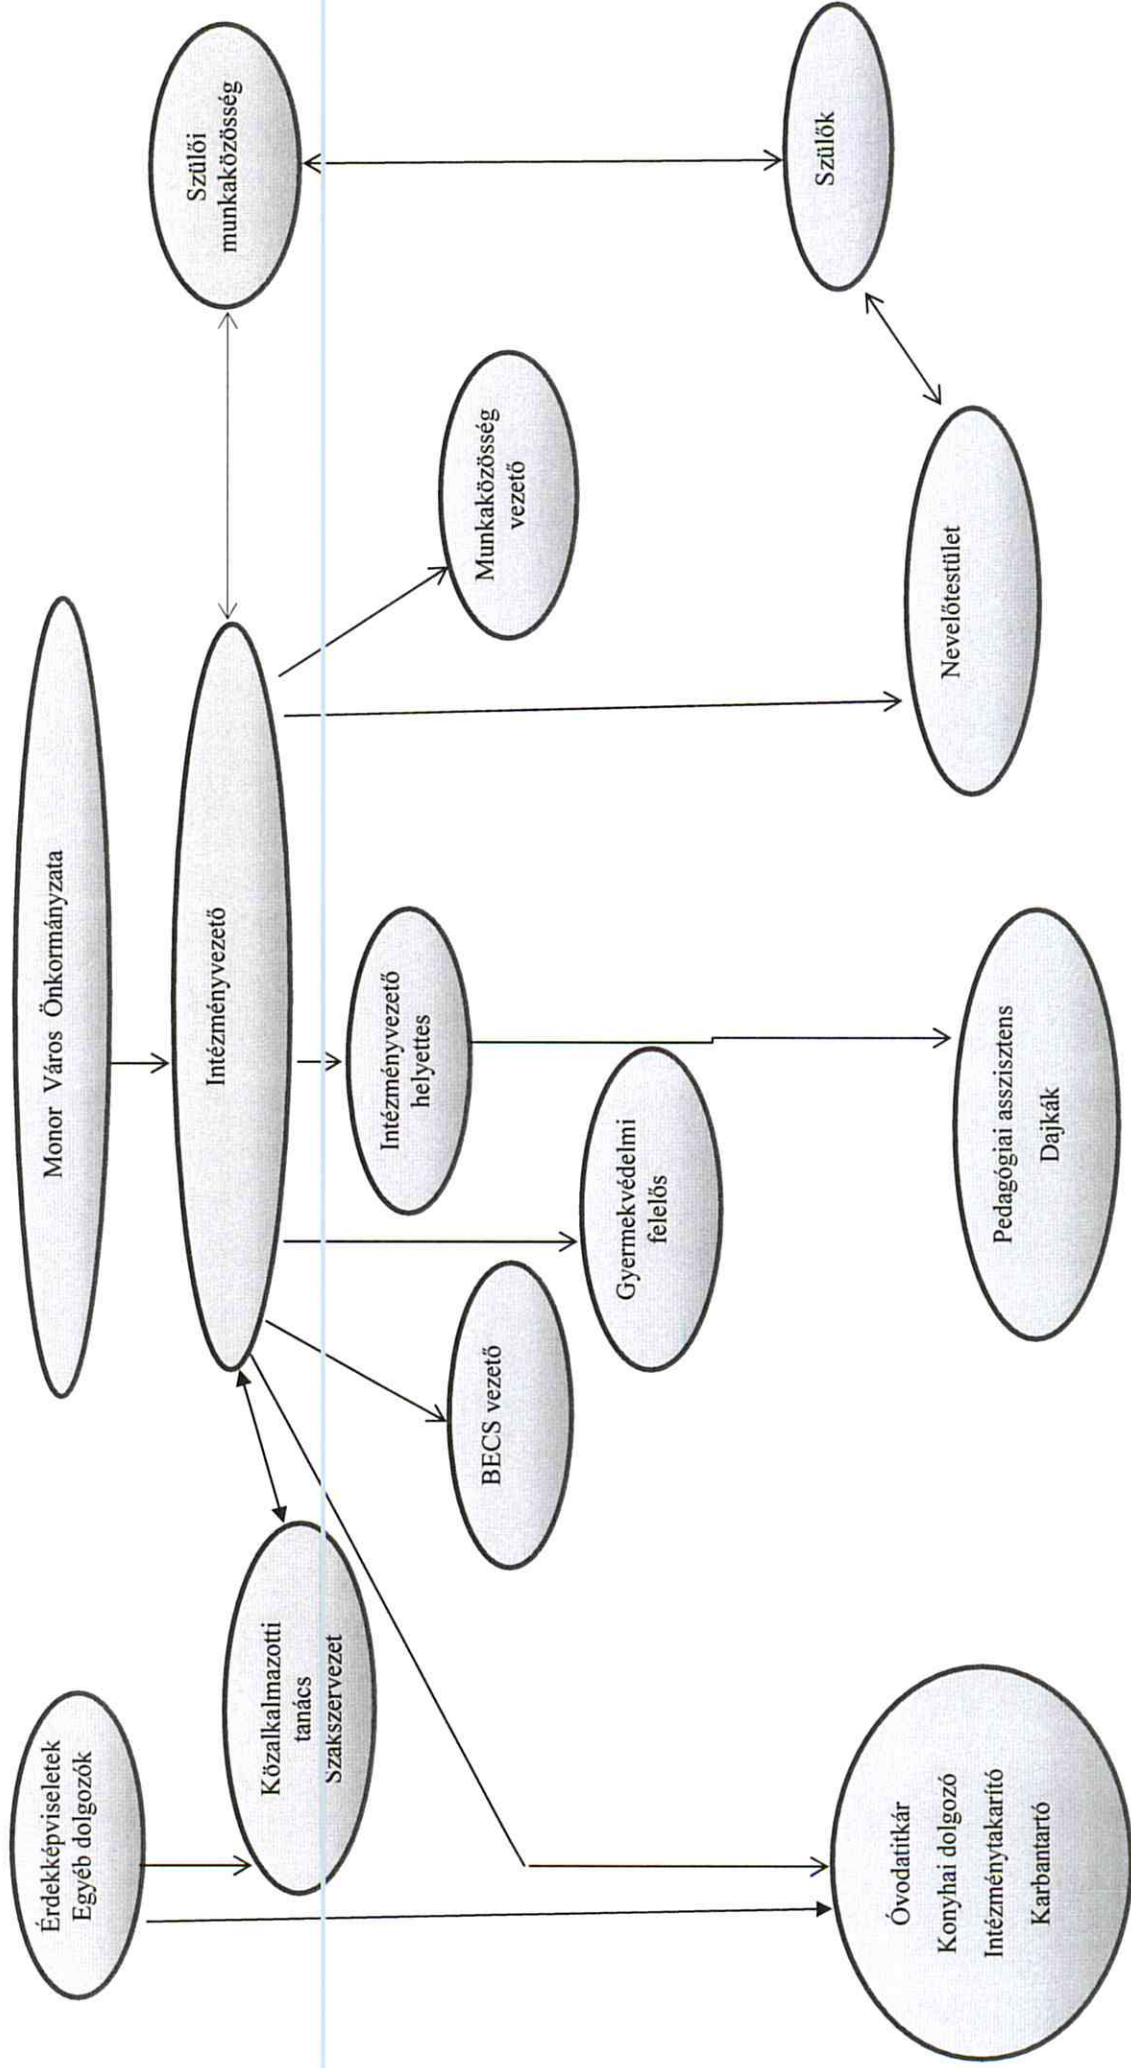 Monor Város Önkormányzata
Érdekképviseletek
Egyéb dolgozók
Intézményvezető
Szülői
munkaközösség
Közalkalmazotti
tanács
Szakszervezet
Intézményvezető
helyettes
BECS vezető
Munkaközösség
vezető
Gyermekvédelmi
felelős
Szülők
Óvodatitkár
Konyhai dolgozó
Intézménytakarító
Karbantartó
Pedagógiai asszisztens
Dajkák
Nevelőtestület